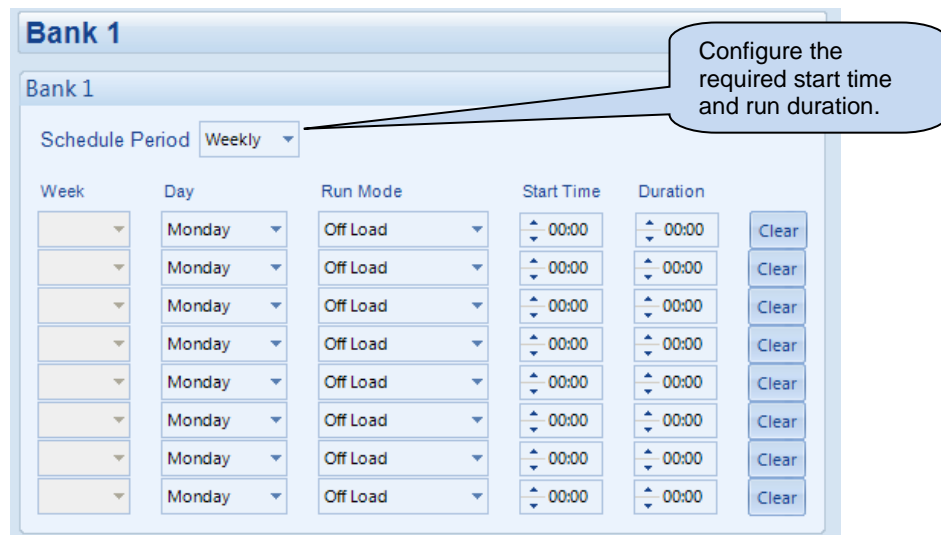 Bank 1
Configure the
required start time
and run duration.
Bank 1
Schedule Period Weekly
Week Day Run Mode Start Time Duration
Monday Off Load 00:00 00:00 Clear
Monday Off Load 00:00 00:00 Clear
Monday Off Load 00:00 00:00 Clear
Monday Off Load 00:00 00:00 Clear
Monday Off Load 00:00 00:00 Clear
Monday Off Load 00:00 00:00 Clear
Monday Off Load 00:00 00:00 Clear
Monday Off Load 00:00 00:00 Clear